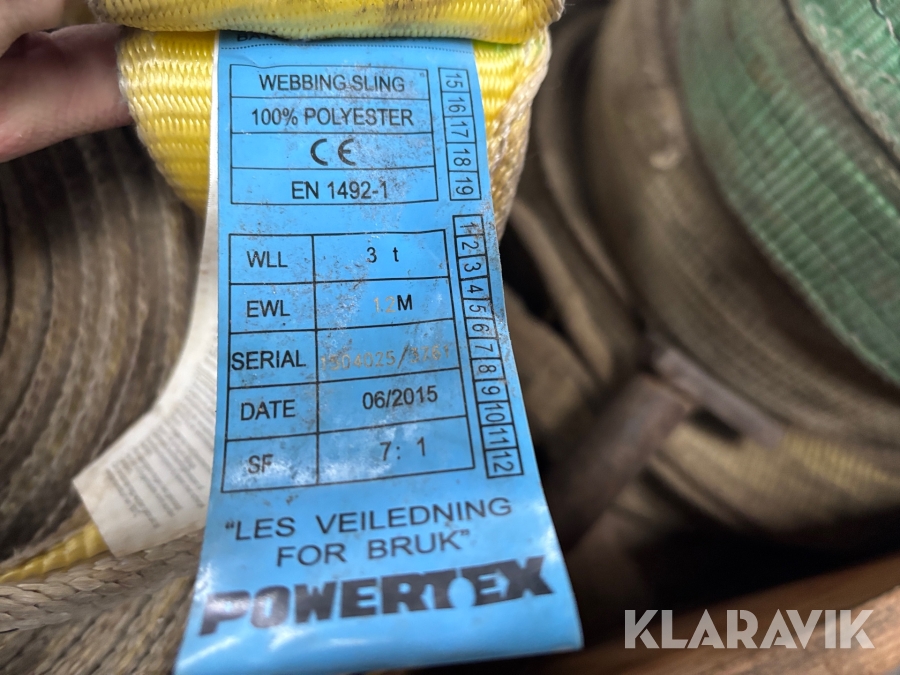 WEBBING SLING
100% POLYESTER
CE
EN 1492-1
15 16 17 18 19
WLL 3 t
EWL 12M
SERIAL
DATE 06/2015
SF 7: 1
1 2 3 4 5 6 7 8 9 10 11 12
"LES VEILEDNING
FOR BRUK"
POWERTEX
KLARAVIK